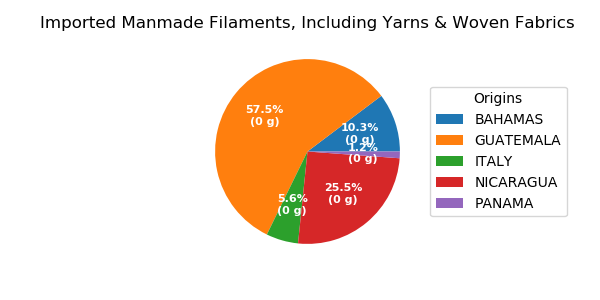 Imported Manmade Filaments, Including Yarns & Woven Fabrics
57.5%
(0 g)
10.3%
(0 g)
1.2%
(0 g)
25.5%
(0 g)
5.6%
(0 g)
Origins
BAHAMAS
GUATEMALA
ITALY
NICARAGUA
PANAMA